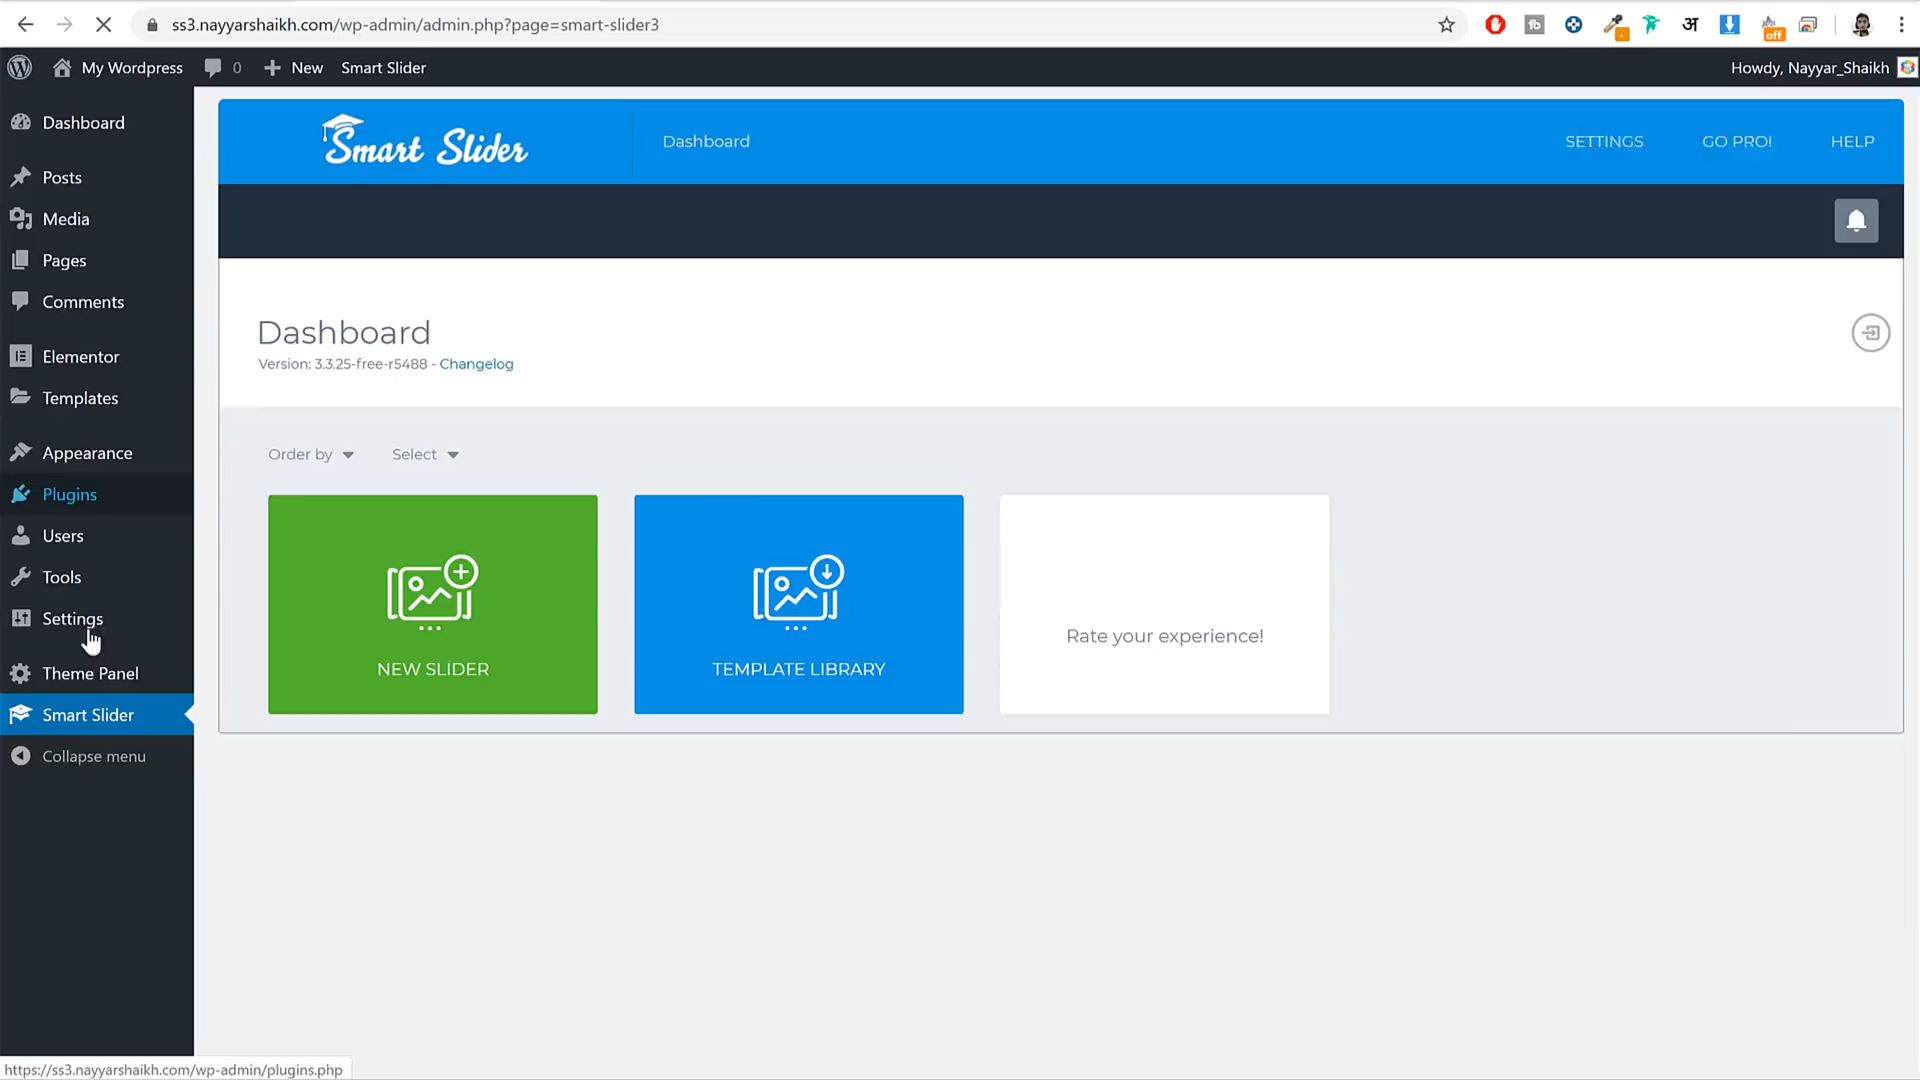 ss3.nayyarshaikh.com/wp-admin/admin.php?page=smart-slider3
My Wordpress 0 New Smart Slider Howdy, Nayyar_Shaikh
Dashboard
Posts
Media
Pages
Comments
Elementor
Templates
Appearance
Plugins
Users
Tools
Settings
Theme Panel
Smart Slider
Collapse menu
Smart Slider Dashboard SETTINGS GO PRO! HELP
Dashboard
Version: 3.3.25-free-r5488 - Changelog
Order by Select
NEW SLIDER
TEMPLATE LIBRARY
Rate your experience!
tb
अ
off
https://ss3.nayyarshaikh.com/wp-admin/plugins.php